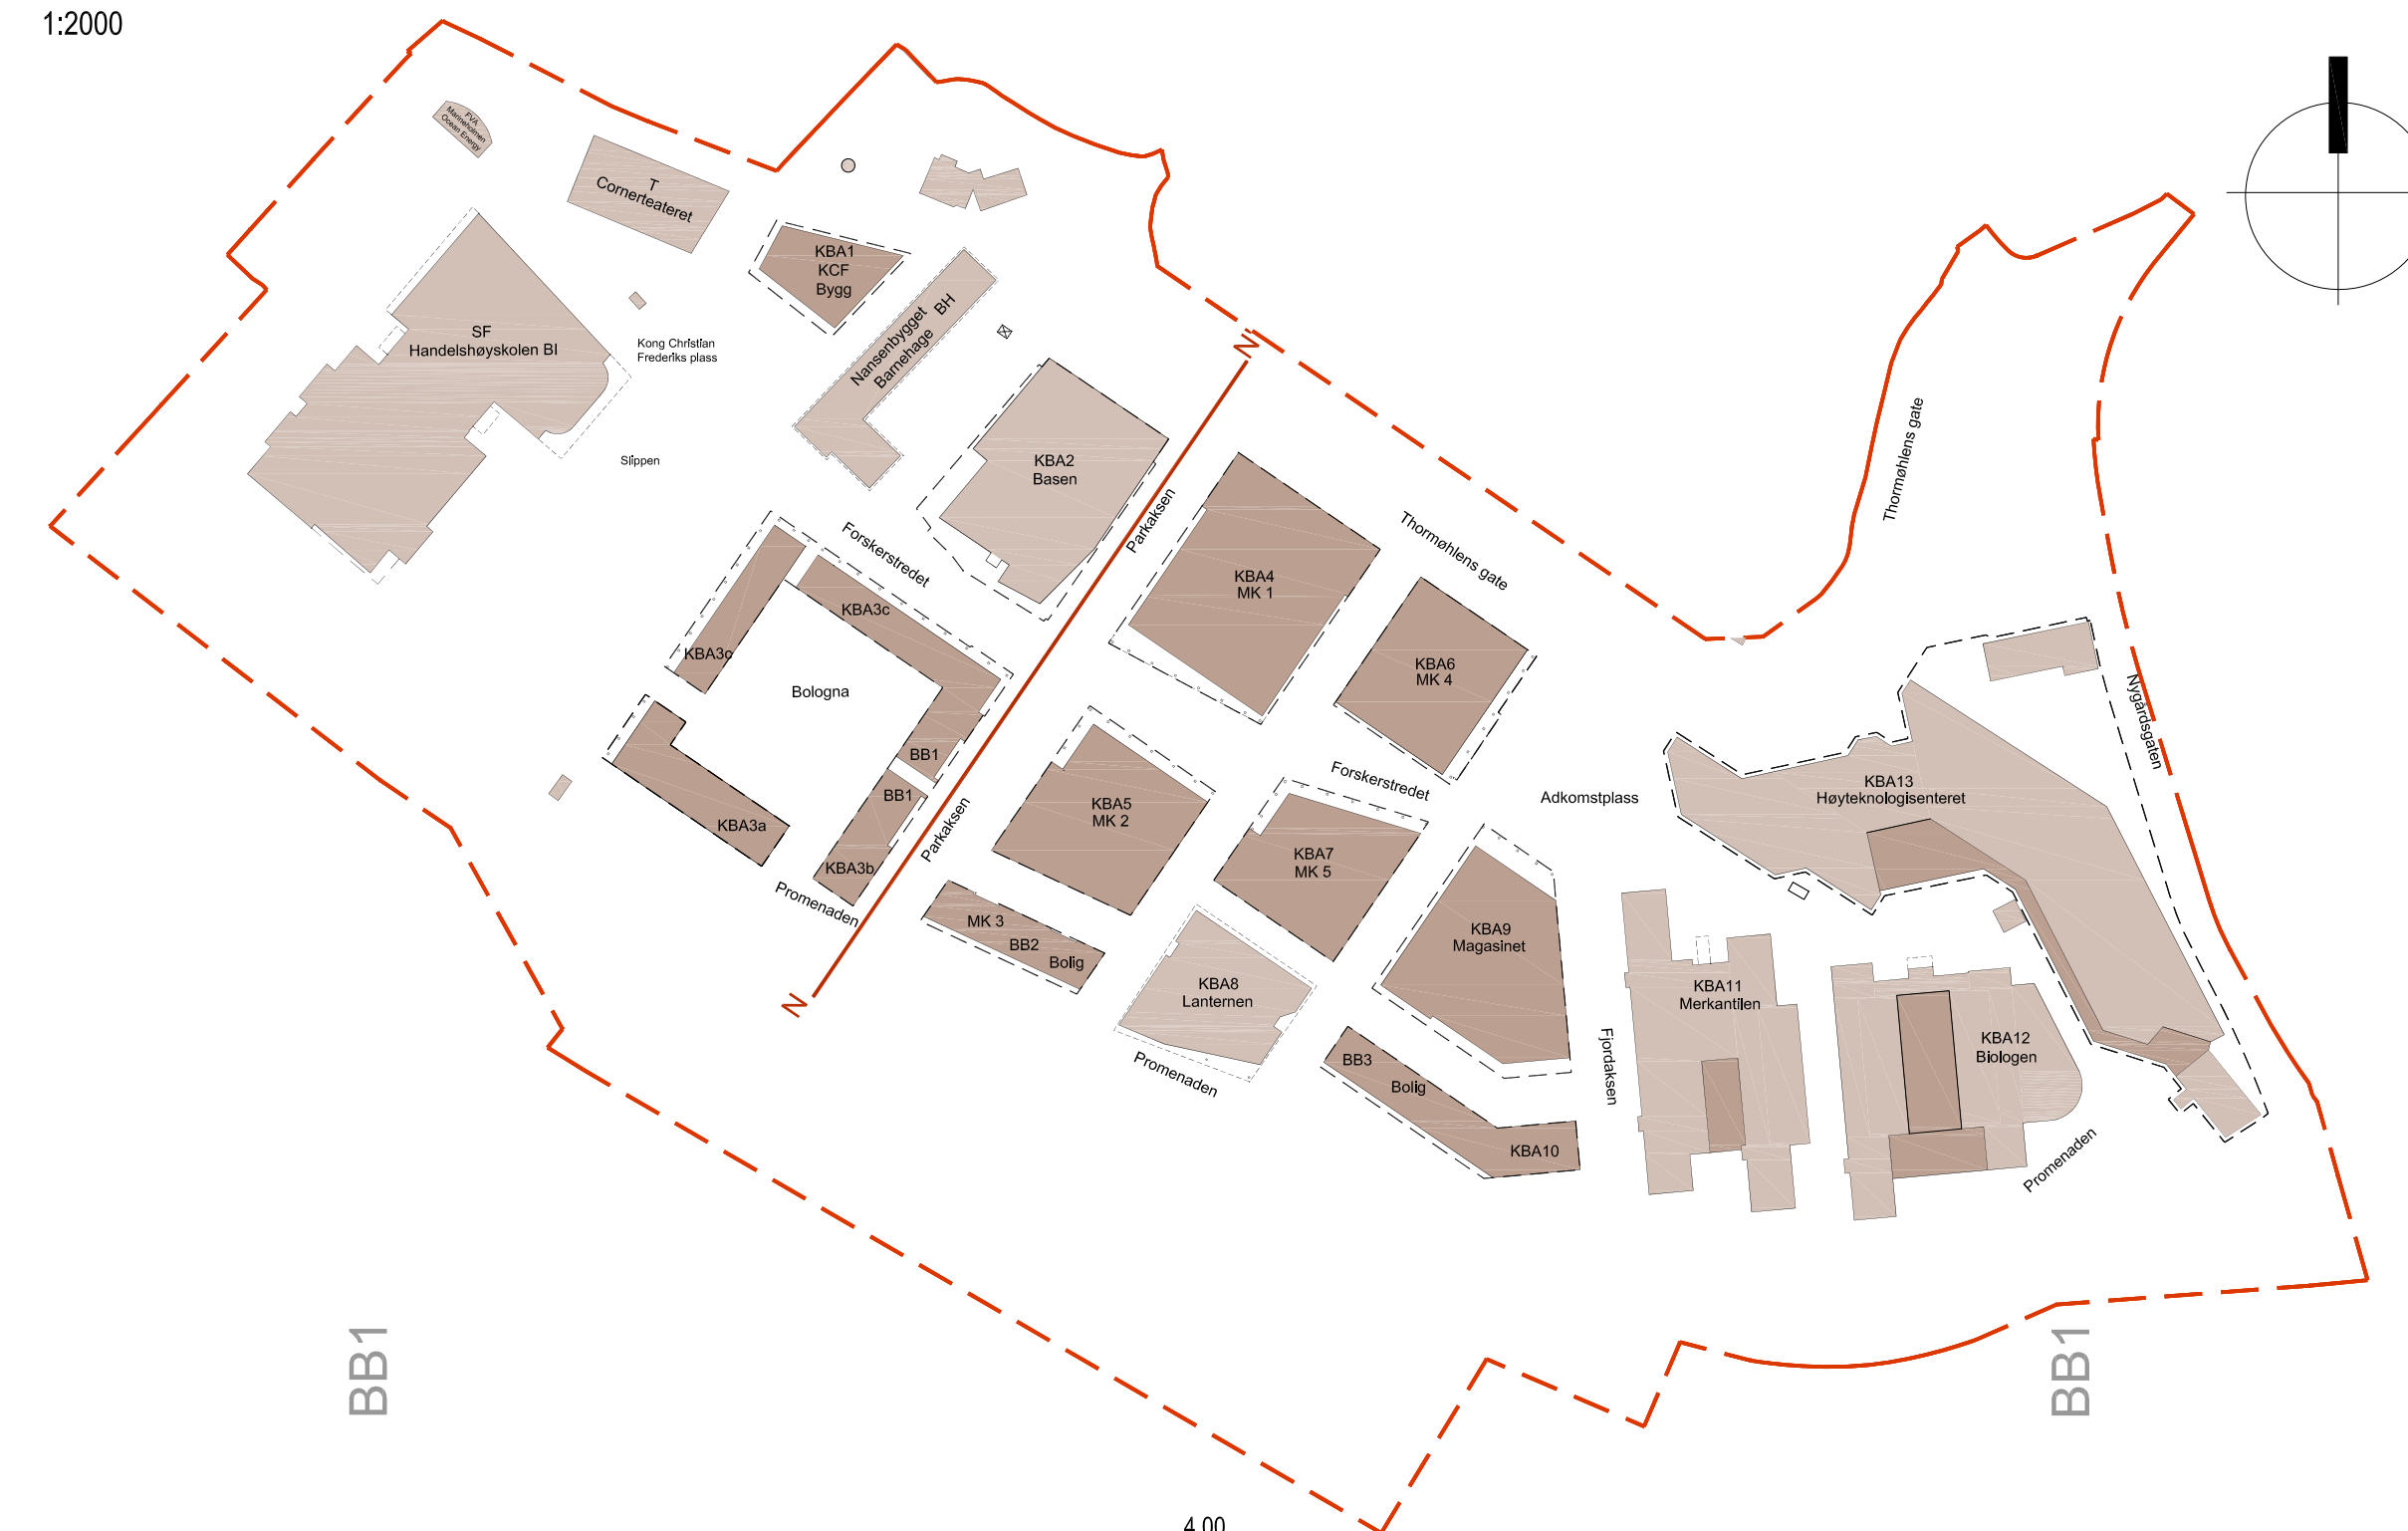 1:2000
FVA
Marineholmen
Ocean Energy
T
Cornerteateret
KBA1
KCF
Bygg
Nansenbygget
Barnehage BH
SF
Handelshøyskolen BI
Kong Christian
Frederiks plass
Slippen
N
KBA2
Basen
Parkaksen
Forskerstredet
Thormøhlens gate
Thormøhlens gate
KBA4
MK 1
KBA3c
KBA3c
KBA6
MK 4
Bologna
Nygårdsgaten
BB1
BB1
Forskerstredet
Adkomstplass
KBA13
Høyteknologisenteret
KBA5
MK 2
KBA3a
Parkaksen
KBA3b
KBA7
MK 5
Promenaden
MK 3
BB2
Bolig
KBA9
Magasinet
N
KBA8
Lanternen
KBA11
Merkantilen
KBA12
Biologen
Promenaden
BB3
Bolig
Fjordaksen
KBA10
Promenaden
BB1
BB1
4.00